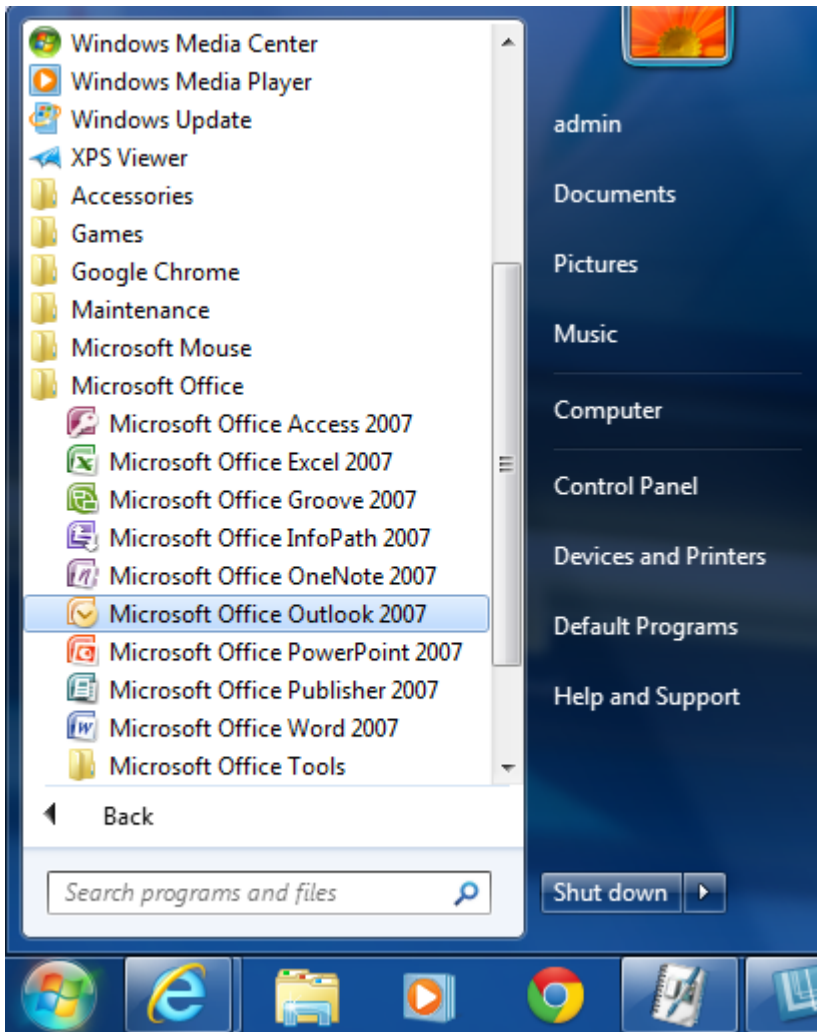 Windows Media Center
Windows Media Player
Windows Update
XPS Viewer
Accessories
Games
Google Chrome
Maintenance
Microsoft Mouse
Microsoft Office
Microsoft Office Access 2007
Microsoft Office Excel 2007
Microsoft Office Groove 2007
Microsoft Office InfoPath 2007
Microsoft Office OneNote 2007
Microsoft Office Outlook 2007
Microsoft Office PowerPoint 2007
Microsoft Office Publisher 2007
Microsoft Office Word 2007
Microsoft Office Tools
Back
Search programs and files
admin
Documents
Pictures
Music
Computer
Control Panel
Devices and Printers
Default Programs
Help and Support
Shut down